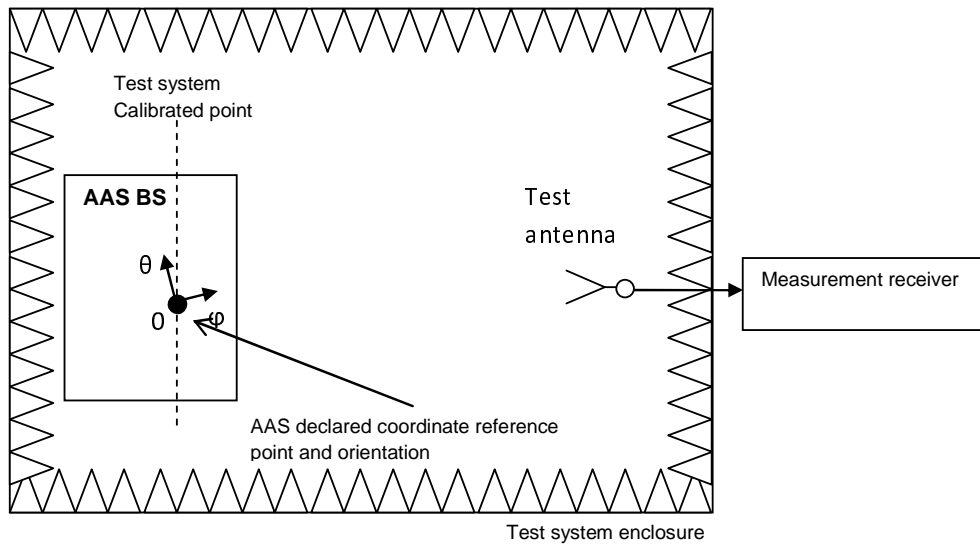 Test system
Calibrated point
AAS BS
Test
antenna
θ
0
φ
Measurement receiver
AAS declared coordinate reference
point and orientation
Test system enclosure